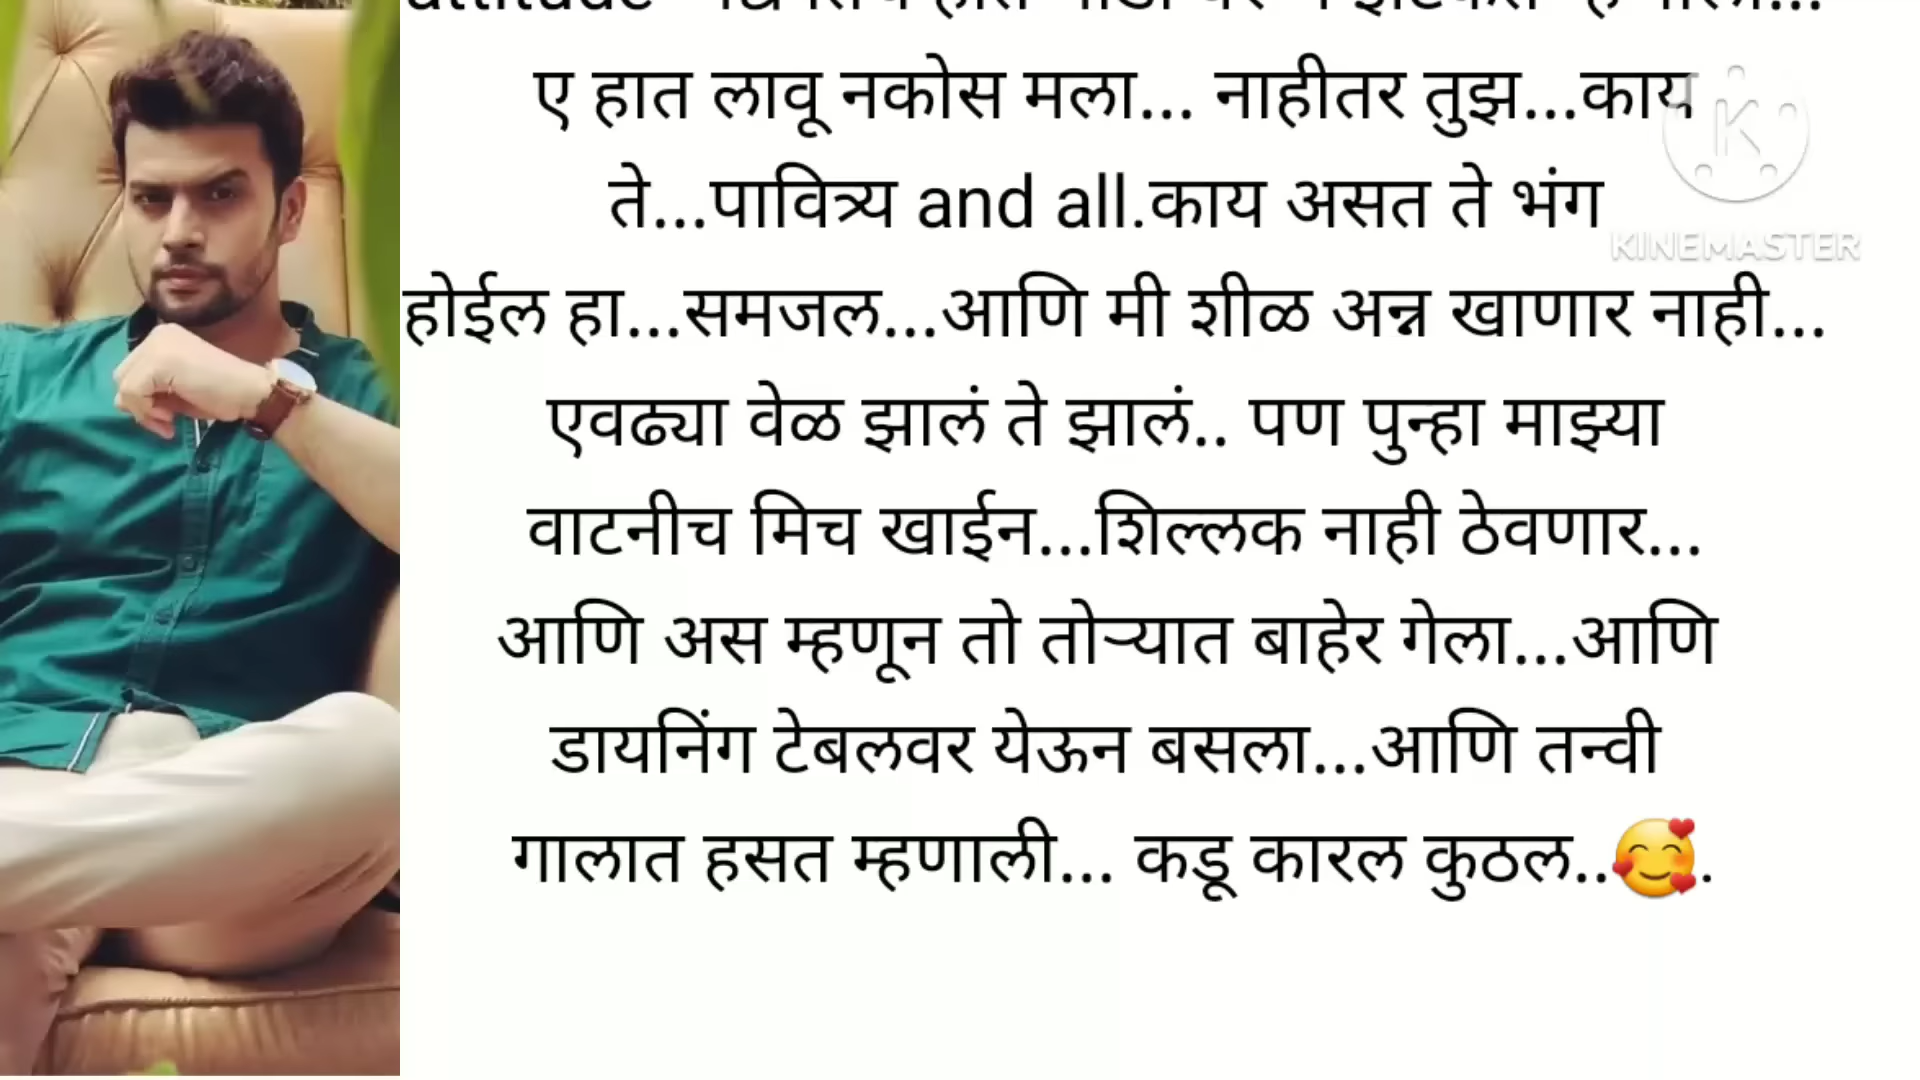 attitude
ए हात लावू नकोस मला... नाहीतर तुझ...काय
ते...पावित्र्य and all.काय असत ते भंग
होईल हा...समजल...आणि मी शीळ अन्न खाणार नाही...
एवढ्या वेळ झालं ते झालं.. पण पुन्हा माझ्या
वाटनीच मिच खाईन...शिल्लक नाही ठेवणार...
आणि अस म्हणून तो तोऱ्यात बाहेर गेला...आणि
डायनिंग टेबलवर येऊन बसला...आणि तन्वी
गालात हसत म्हणाली... कडू कारल कुठल..🥰.
K
KINEMASTER